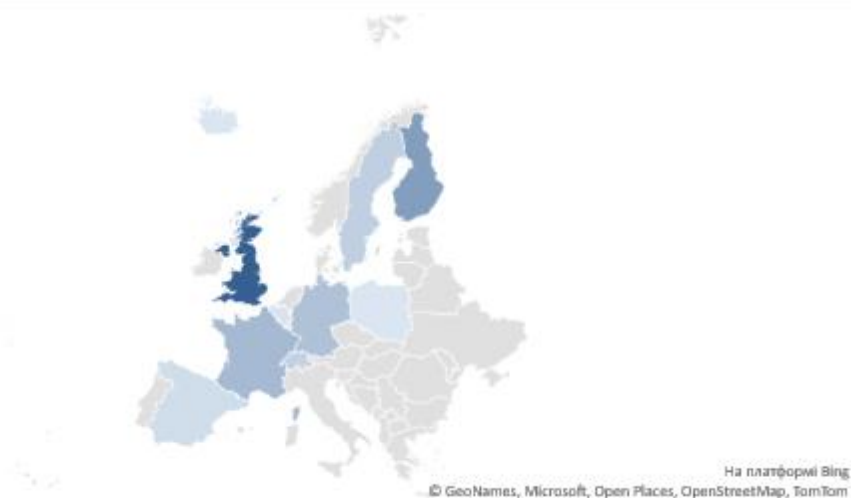 На платформі Bing
© GeoNames, Microsoft, Open Places, OpenStreetMap, TomTom